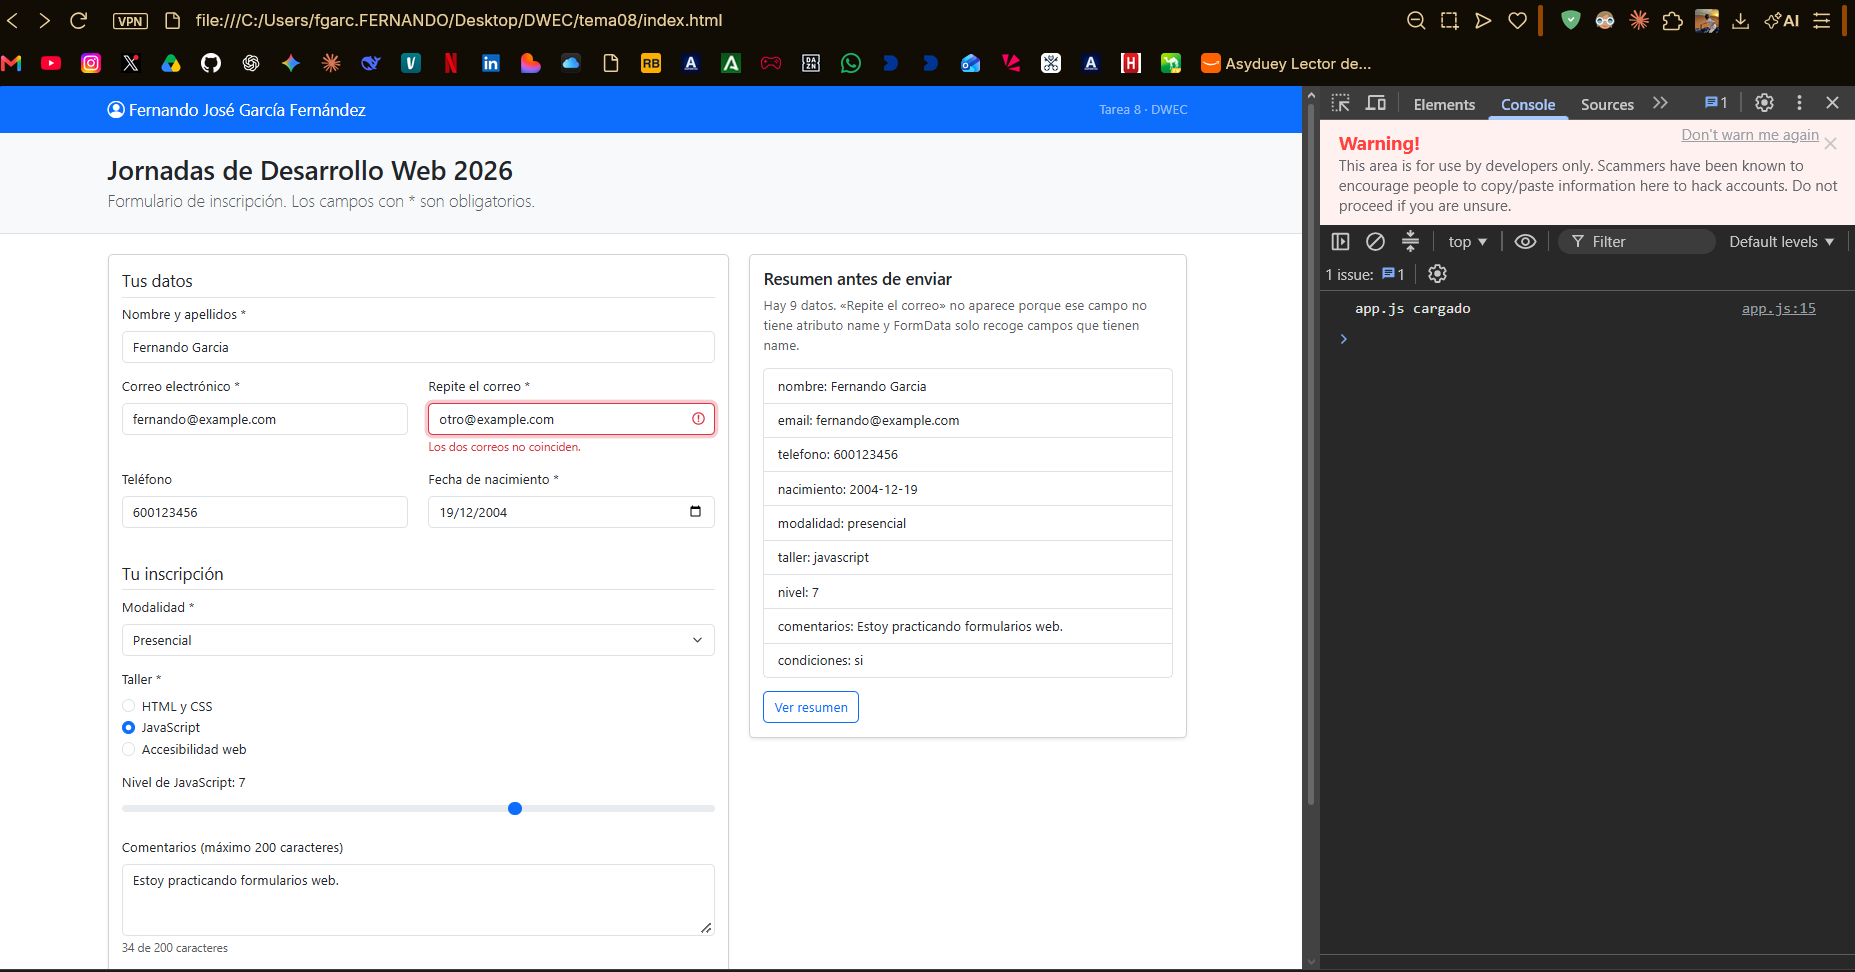 VPN
file:///C:/Users/fgarc.FERNANDO/Desktop/DWEC/tema08/index.html
AI
RB
DAZN
Asyduey Lector de...
Fernando José García Fernández
Tarea 8 · DWEC
Jornadas de Desarrollo Web 2026
Formulario de inscripción. Los campos con * son obligatorios.
Tus datos
Nombre y apellidos *
Fernando Garcia
Correo electrónico *
Repite el correo *
fernando@example.com
otro@example.com
Los dos correos no coinciden.
Teléfono
Fecha de nacimiento *
600123456
19/12/2004
Tu inscripción
Modalidad *
Presencial
Taller *
HTML y CSS
JavaScript
Accesibilidad web
Nivel de JavaScript: 7
Comentarios (máximo 200 caracteres)
Estoy practicando formularios web.
34 de 200 caracteres
Resumen antes de enviar
Hay 9 datos. «Repite el correo» no aparece porque ese campo no
tiene atributo name y FormData solo recoge campos que tienen
name.
nombre: Fernando Garcia
email: fernando@example.com
telefono: 600123456
nacimiento: 2004-12-19
modalidad: presencial
taller: javascript
nivel: 7
comentarios: Estoy practicando formularios web.
condiciones: si
Ver resumen
Elements
Console
Sources
1
Don't warn me again
Warning!
This area is for use by developers only. Scammers have been known to
encourage people to copy/paste information here to hack accounts. Do not
proceed if you are unsure.
top
Filter
Default levels
1 issue: 1
app.js cargado
app.js:15